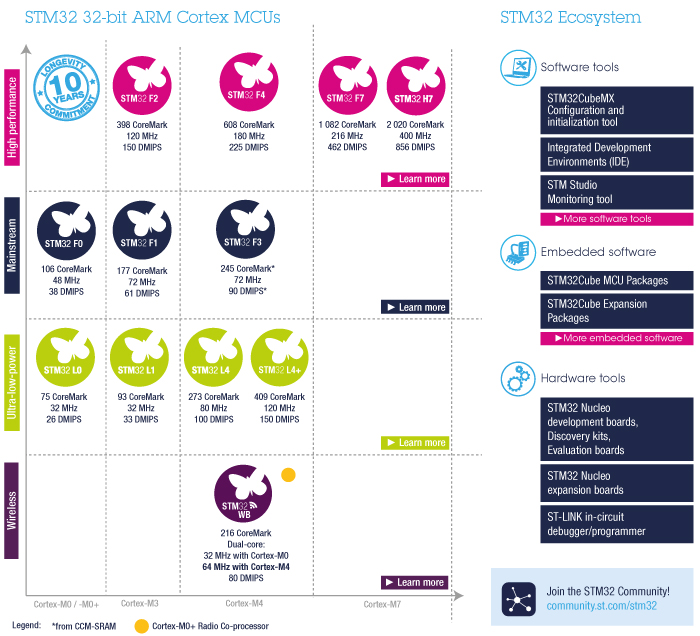 STM32 32-bit ARM Cortex MCUs
High performance
LONGEVITY
10
YEARS
COMMITMENT
STM32 F2
398 CoreMark
120 MHz
150 DMIPS
STM32 F4
608 CoreMark
180 MHz
225 DMIPS
STM32 F7
1 082 CoreMark
216 MHz
462 DMIPS
STM32 H7
2 020 CoreMark
400 MHz
856 DMIPS
► Learn more
Mainstream
STM32 F0
106 CoreMark
48 MHz
38 DMIPS
STM32 F1
177 CoreMark
72 MHz
61 DMIPS
STM32 F3
245 CoreMark*
72 MHz
90 DMIPS*
► Learn more
Ultra-low-power
STM32 L0
75 CoreMark
32 MHz
26 DMIPS
STM32 L1
93 CoreMark
32 MHz
33 DMIPS
STM32 L4
273 CoreMark
80 MHz
100 DMIPS
STM32 L4+
409 CoreMark
120 MHz
150 DMIPS
► Learn more
Wireless
STM32
WB
216 CoreMark
Dual-core:
32 MHz with Cortex-M0
64 MHz with Cortex-M4
80 DMIPS
► Learn more
Cortex-M0 / -M0+
Cortex-M3
Cortex-M4
Cortex-M7
Legend:
*from CCM-SRAM
Cortex-M0+ Radio Co-processor
STM32 Ecosystem
Software tools
STM32CubeMX
Configuration and
initialization tool
Integrated Development
Environments (IDE)
STM Studio
Monitoring tool
►More software tools
Embedded software
STM32Cube MCU Packages
STM32Cube Expansion
Packages
►More embedded software
Hardware tools
STM32 Nucleo
development boards,
Discovery kits,
Evaluation boards
STM32 Nucleo
expansion boards
ST-LINK in-circuit
debugger/programmer
Join the STM32 Community!
community.st.com/stm32